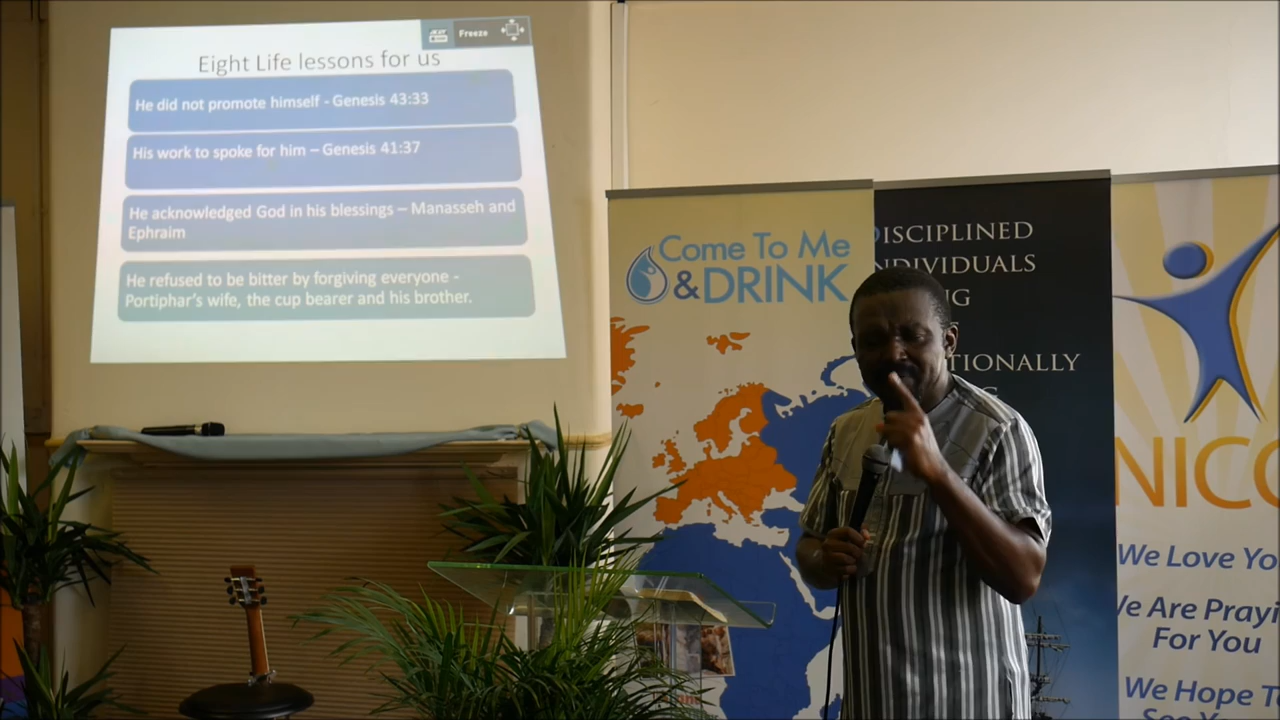 Freeze
Eight Life lessons for us
He did not promote himself - Genesis 43:33
His work to spoke for him – Genesis 41:37
He acknowledged God in his blessings – Manasseh and
Ephraim
He refused to be bitter by forgiving everyone -
Portiphar's wife, the cup bearer and his brother.
Come To Me
& DRINK
DISCIPLINED
NDIVIDUALS
NG
TIONALLY
NICC
We Love Yo
We Are Prayi
For You
We Hope T